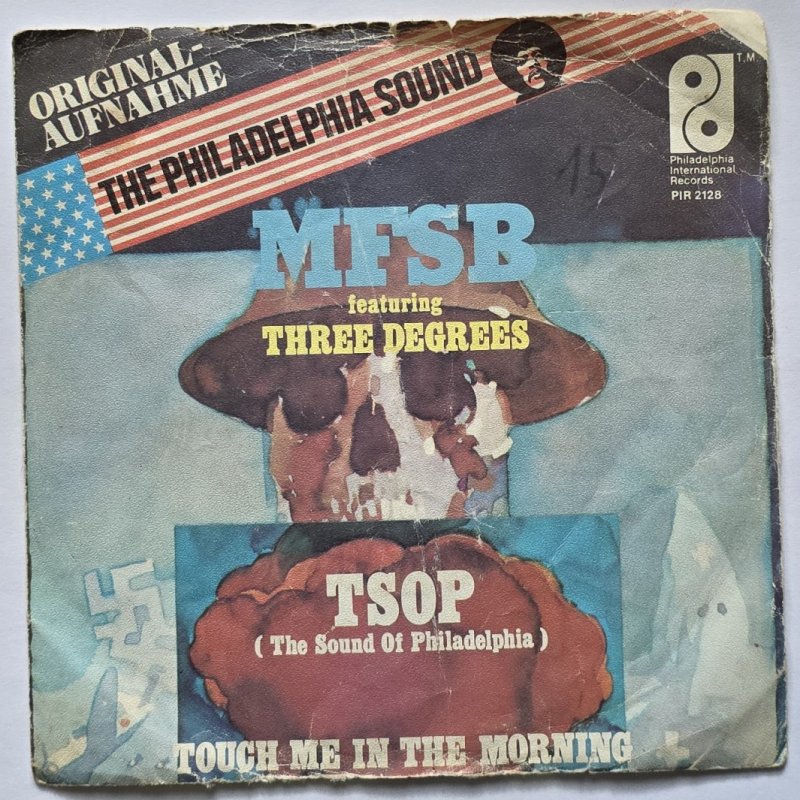 ORIGINAL-
AUFNAHME
THE PHILADELPHIA SOUND
T.M.
Philadelphia
International
Records
PIR 2128
15
MFSB
featuring
THREE DEGREES
TSOP
( The Sound Of Philadelphia )
TOUCH ME IN THE MORNING